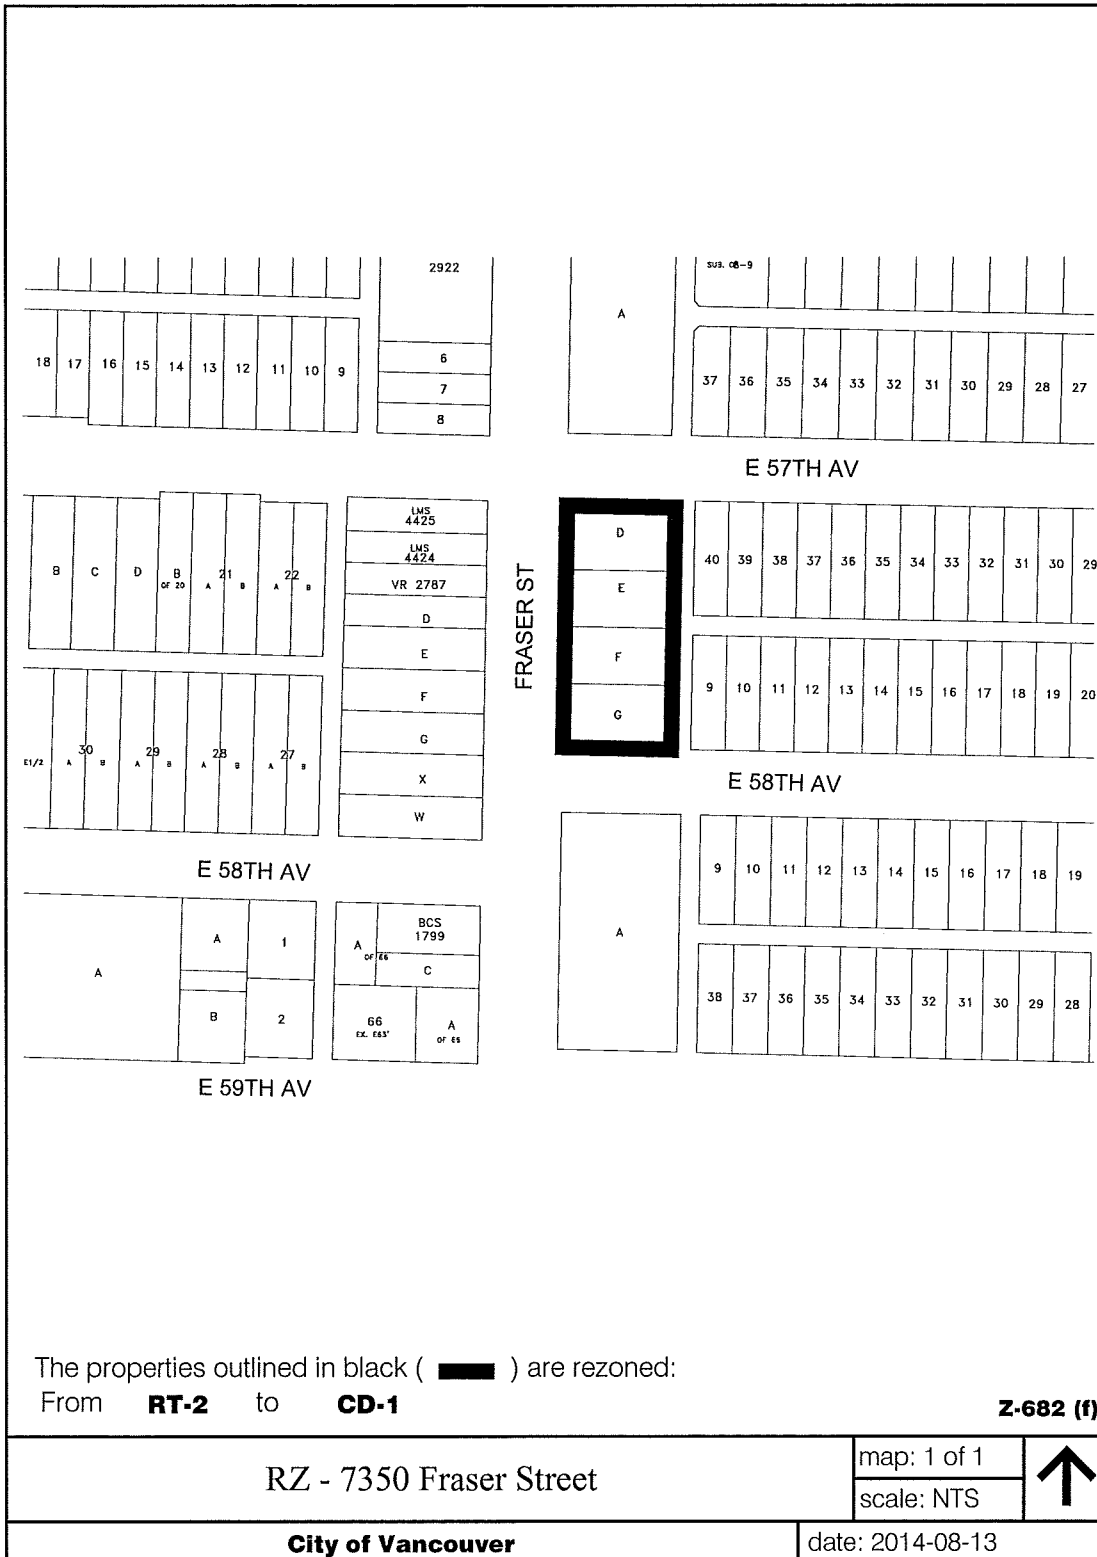 2922
SUB. OB-9
A
18 17 16 15 14 13 12 11 10 9
6
7
8
37 36 35 34 33 32 31 30 29 28 27
E 57TH AV
B C D B OF 20 A 21 B A 22 B
LMS
4425
LMS
4424
VR 2787
D
E
F
G
X
W
FRASER ST
D
E
F
G
40 39 38 37 36 35 34 33 32 31 30 29
9 10 11 12 13 14 15 16 17 18 19 20
E1/2 A 30 B A 29 B A 28 B A 27 B
E 58TH AV
E 58TH AV
A
A
B
1
2
A
OF 66
BCS
1799
C
66
EX. E63'
A
OF 65
A
9 10 11 12 13 14 15 16 17 18 19
38 37 36 35 34 33 32 31 30 29 28
E 59TH AV
The properties outlined in black ( ) are rezoned:
From RT-2 to CD-1
Z-682 (f)
RZ - 7350 Fraser Street
map: 1 of 1
scale: NTS
City of Vancouver
date: 2014-08-13